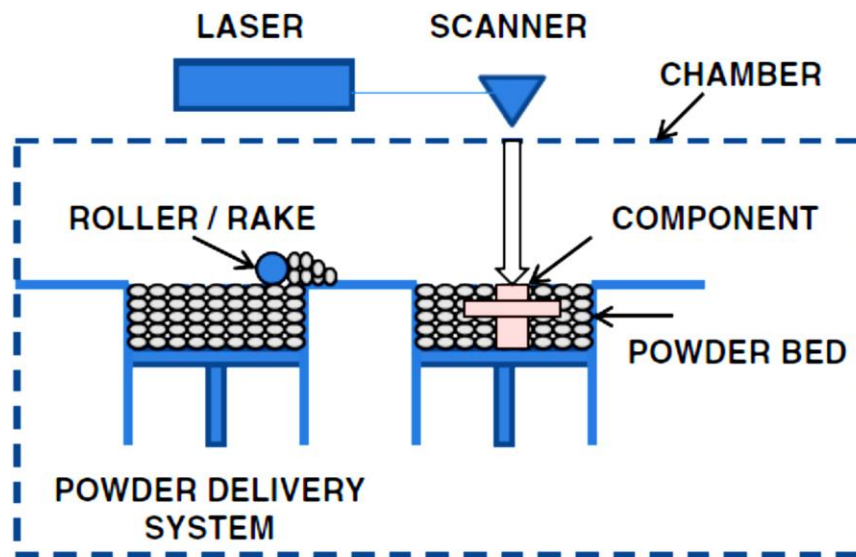 LASER
SCANNER
CHAMBER
ROLLER / RAKE
COMPONENT
POWDER BED
POWDER DELIVERY
SYSTEM